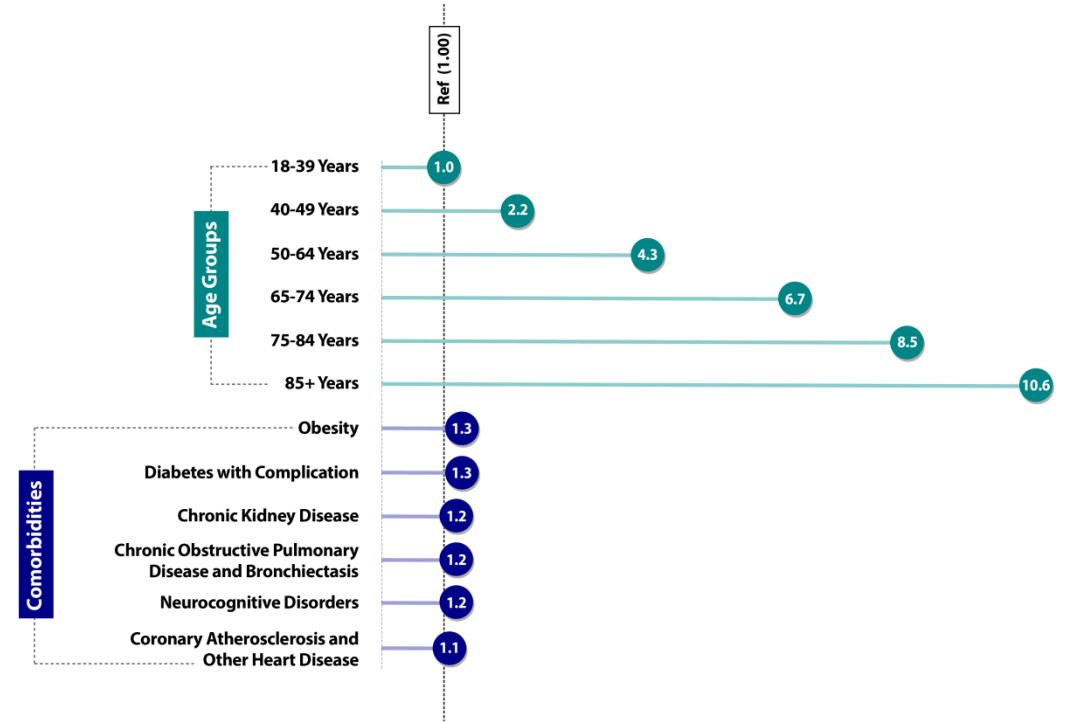 Ref (1.00)
Age Groups
18-39 Years
1.0
40-49 Years
2.2
50-64 Years
4.3
65-74 Years
6.7
75-84 Years
8.5
85+ Years
10.6
Comorbidities
Obesity
1.3
Diabetes with Complication
1.3
Chronic Kidney Disease
1.2
Chronic Obstructive Pulmonary
Disease and Bronchiectasis
1.2
Neurocognitive Disorders
1.2
Coronary Atherosclerosis and
Other Heart Disease
1.1